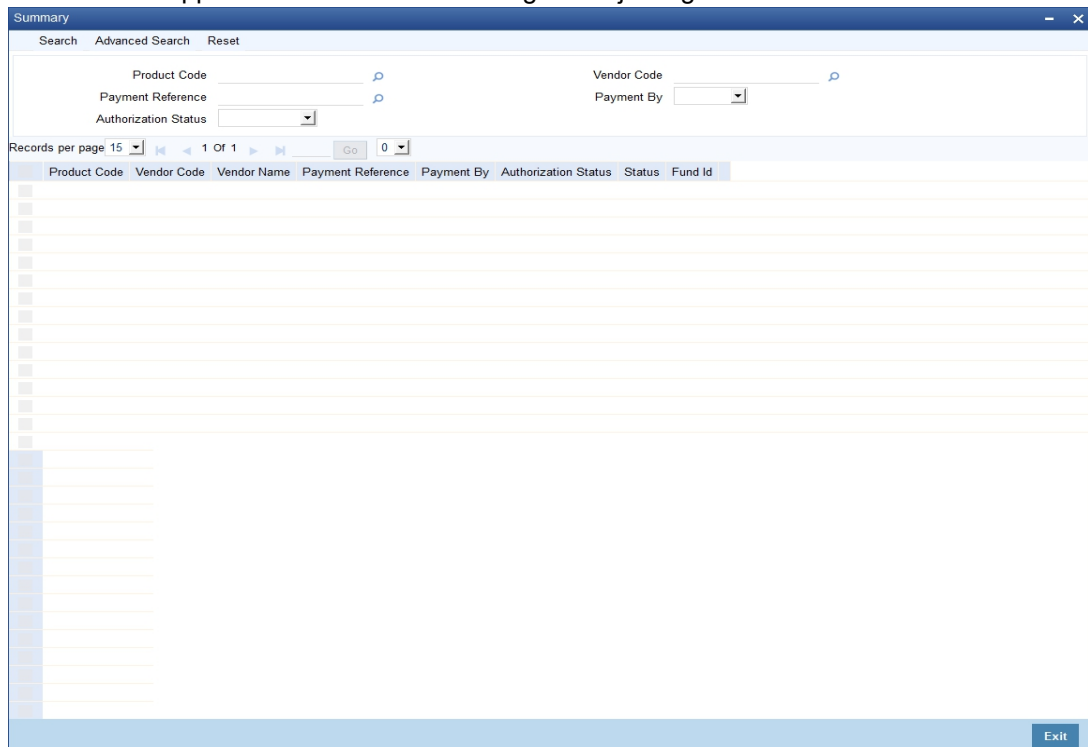 Summary
Search Advanced Search Reset
Product Code Vendor Code
Payment Reference Payment By
Authorization Status
Records per page 15 1 Of 1 Go 0
Product Code Vendor Code Vendor Name Payment Reference Payment By Authorization Status Status Fund Id
Exit